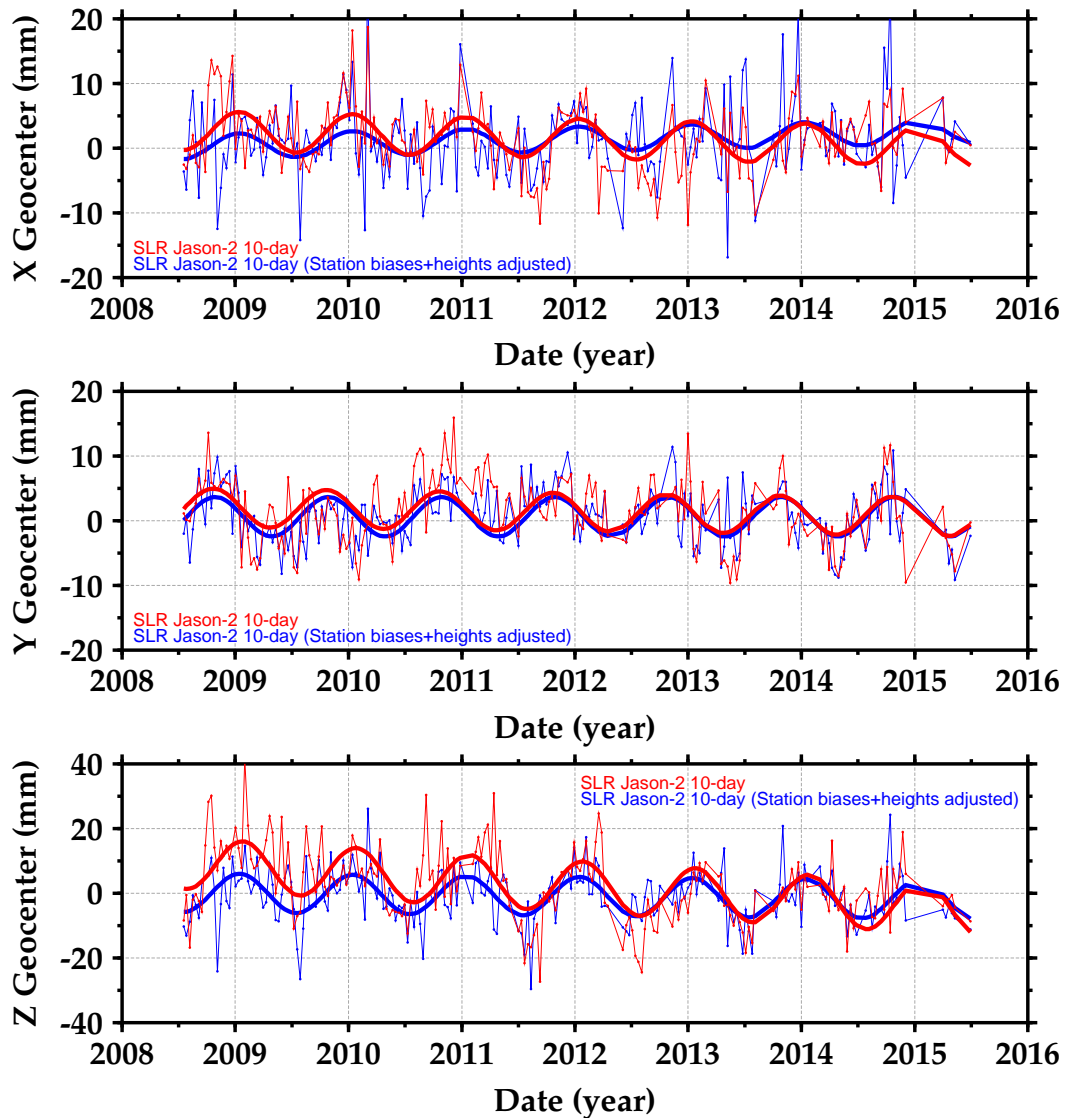 20
10
0
-10
-20
X Geocenter (mm)
SLR Jason-2 10-day
SLR Jason-2 10-day (Station biases+heights adjusted)
2008 2009 2010 2011 2012 2013 2014 2015 2016
Date (year)
20
10
0
-10
-20
Y Geocenter (mm)
SLR Jason-2 10-day
SLR Jason-2 10-day (Station biases+heights adjusted)
2008 2009 2010 2011 2012 2013 2014 2015 2016
Date (year)
40
20
0
-20
-40
Z Geocenter (mm)
SLR Jason-2 10-day
SLR Jason-2 10-day (Station biases+heights adjusted)
2008 2009 2010 2011 2012 2013 2014 2015 2016
Date (year)